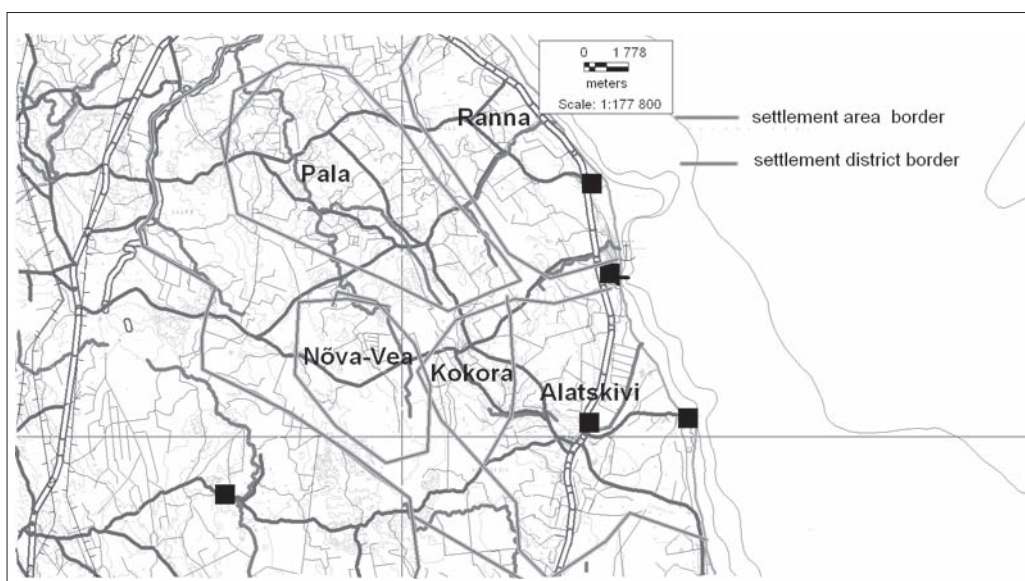 0 1 778
meters
Scale: 1:177 800
settlement area border
settlement district border
Ranna
Pala
Nõva-Vea
Kokora
Alatskivi